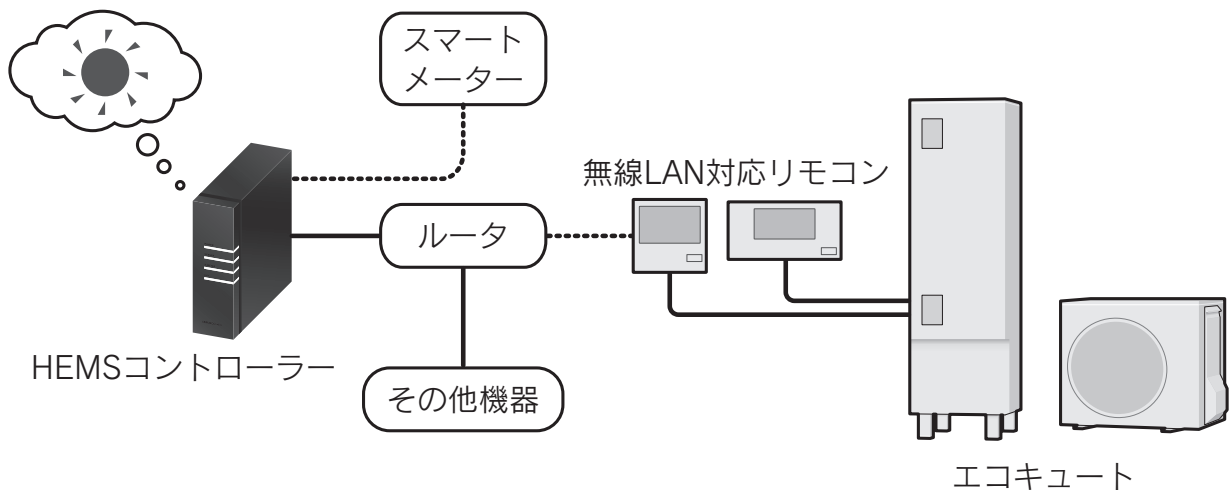 スマート
メーター
無線LAN対応リモコン
ルータ
HEMSコントローラー
その他機器
エコキュート